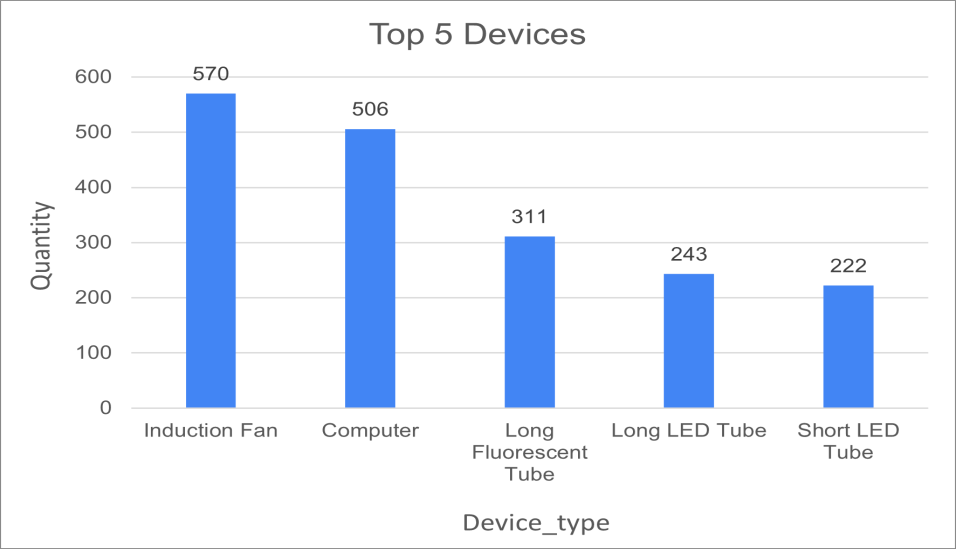 Top 5 Devices
600
500
400
300
200
100
0
Quantity
570
506
311
243
222
Induction Fan
Computer
Long
Fluorescent
Tube
Long LED Tube
Short LED
Tube
Device_type